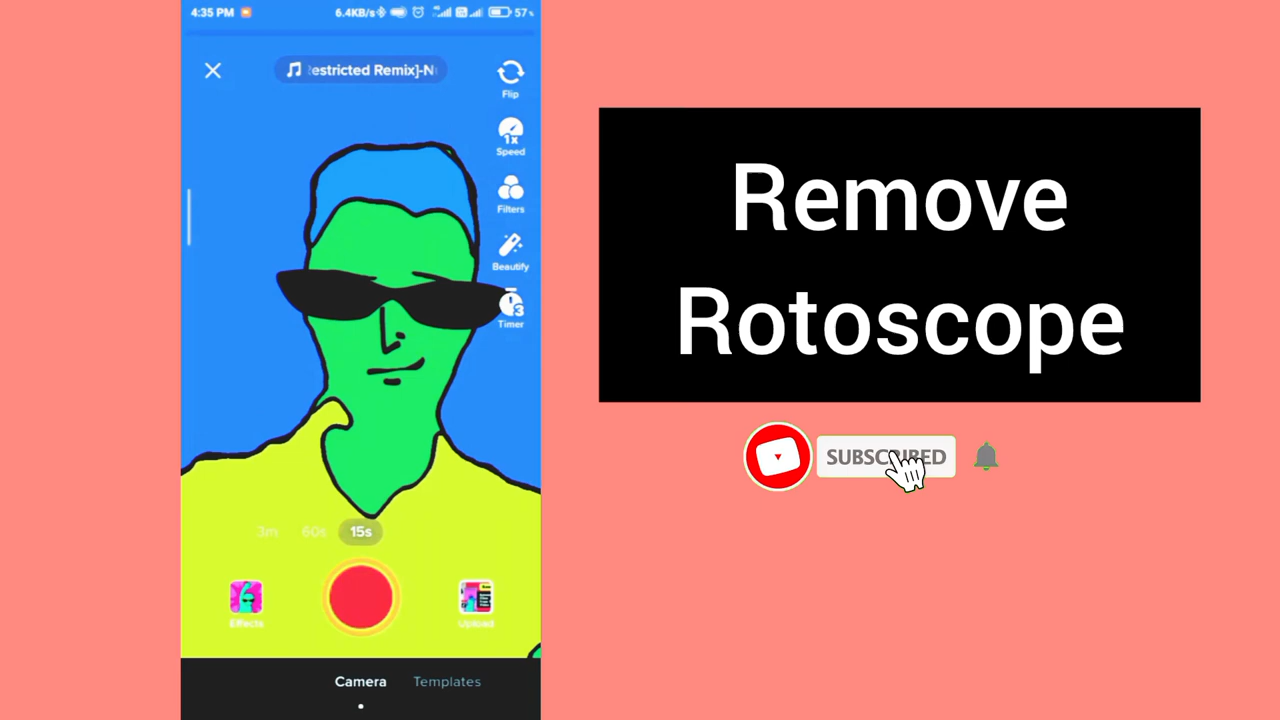 4:35 PM
6.4KB/s
57
estricted Remix]-N
Flip
1x
Speed
Filters
Beautify
3
Timer
3m 60s 15s
Effects
Upload
Camera
Templates
Remove
Rotoscope
SUBSCRIBED